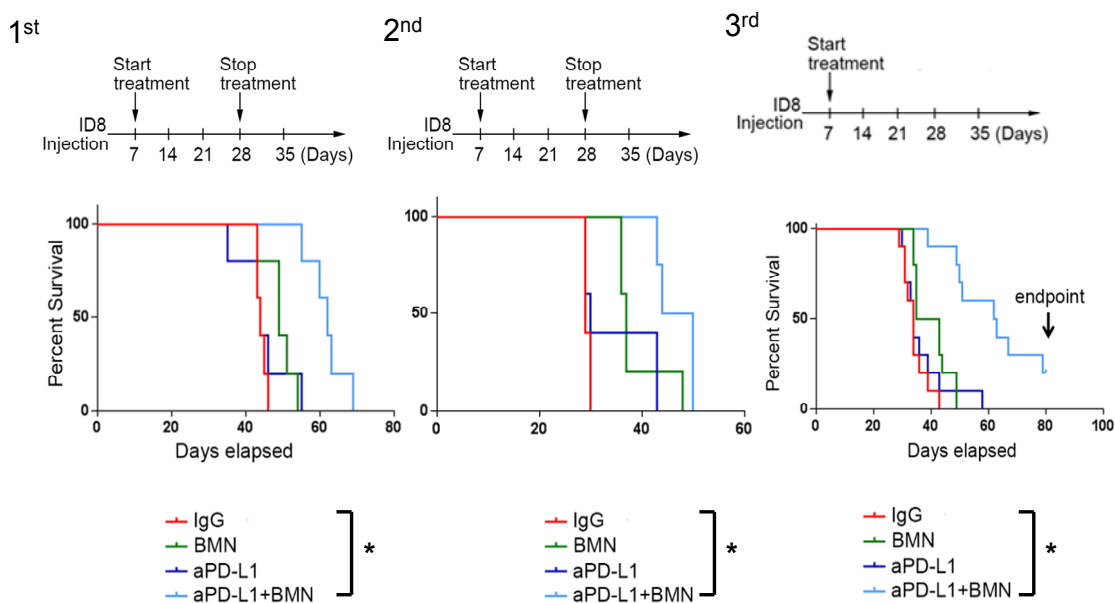 1st
Start
treatment
Stop
treatment
ID8
Injection
7 14 21 28 35 (Days)
Percent Survival
100
50
0
0 20 40 60 80
Days elapsed
IgG
BMN
aPD-L1
aPD-L1+BMN
*
2nd
Start
treatment
Stop
treatment
ID8
Injection
7 14 21 28 35 (Days)
100
50
0
0 20 40 60
IgG
BMN
aPD-L1
aPD-L1+BMN
*
3rd
Start
treatment
ID8
Injection
7 14 21 28 35 (Days)
Percent Survival
100
50
0
endpoint
0 20 40 60 80 100
Days elapsed
IgG
BMN
aPD-L1
aPD-L1+BMN
*